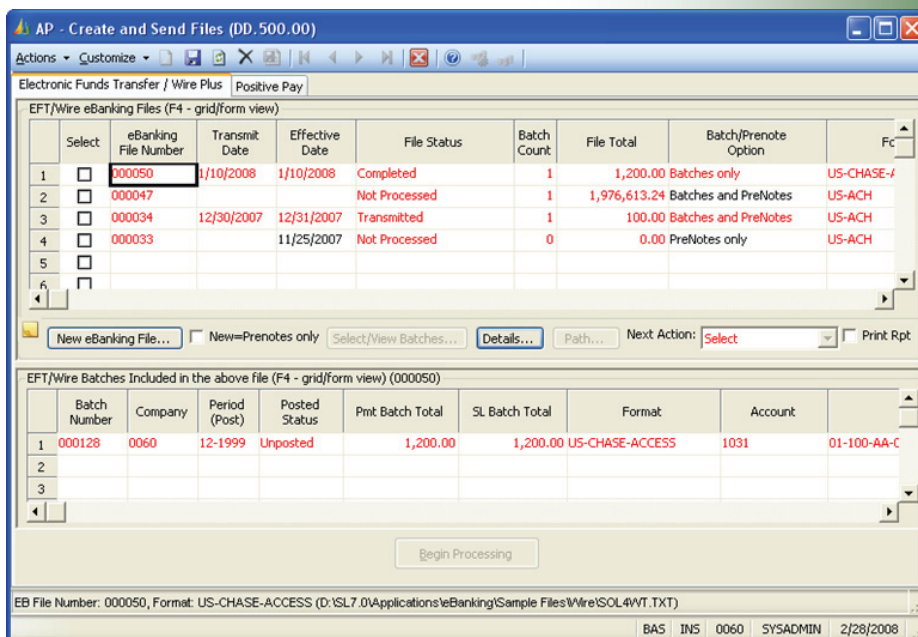 AP - Create and Send Files (DD.500.00)
Actions Customize
Electronic Funds Transfer / Wire Plus Positive Pay
EFT/Wire eBanking Files (F4 - grid/form view)
Select eBanking File Number Transmit Date Effective Date File Status Batch Count File Total Batch/Prenote Option
1 000050 1/10/2008 1/10/2008 Completed 1 1,200.00 Batches only US-CHASE-A
2 000047 Not Processed 1 1,976,613.24 Batches and PreNotes US-ACH
3 000034 12/30/2007 12/31/2007 Transmitted 1 100.00 Batches and PreNotes US-ACH
4 000033 11/25/2007 Not Processed 0 0.00 PreNotes only US-ACH
5
6
New eBanking File... New=Prenotes only Select/View Batches... Details... Path... Next Action: Select Print Rpt
EFT/Wire Batches Included in the above file (F4 - grid/form view) (000050)
Batch Number Company Period (Post) Posted Status Pmt Batch Total SL Batch Total Format Account
1 000128 0060 12-1999 Unposted 1,200.00 1,200.00 US-CHASE-ACCESS 1031 01-100-AA-0
2
3
Begin Processing
EB File Number: 000050, Format: US-CHASE-ACCESS (D:\SL7.0\Applications\eBanking\Sample Files\Wire\SOL4WT.TXT)
BAS INS 0060 SYSADMIN 2/28/2008